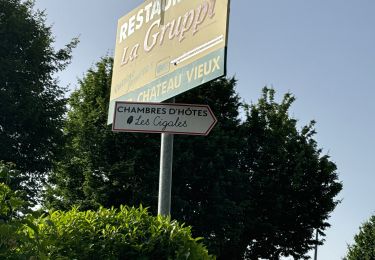 RESTAU
La Gruppi
CHATEAU VIEUX
CHAMBRES D'HÔTES
Les Cigales